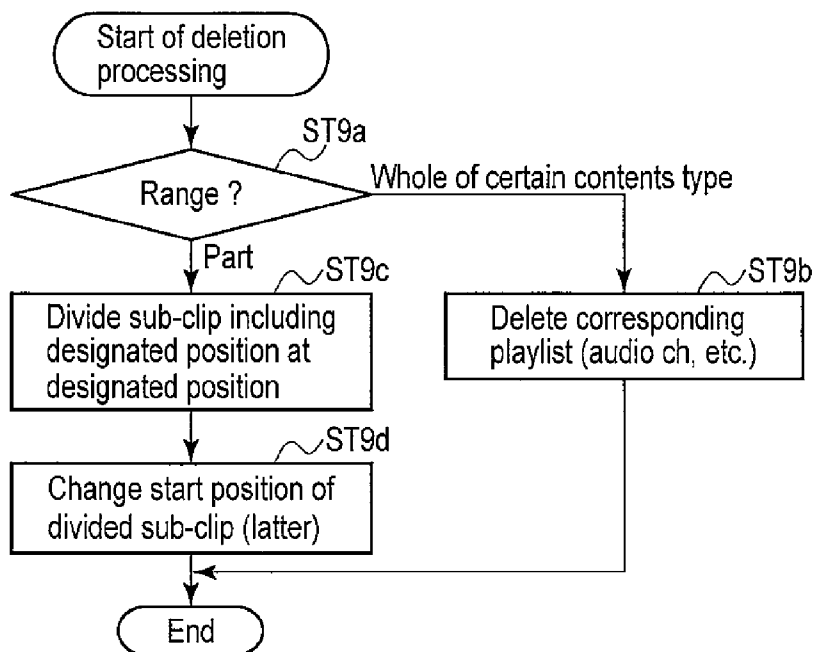 Start of deletion
processing
ST9a
Range ?
Whole of certain contents type
Part
ST9c
ST9b
Divide sub-clip including
designated position at
designated position
Delete corresponding
playlist (audio ch, etc.)
ST9d
Change start position of
divided sub-clip (latter)
End